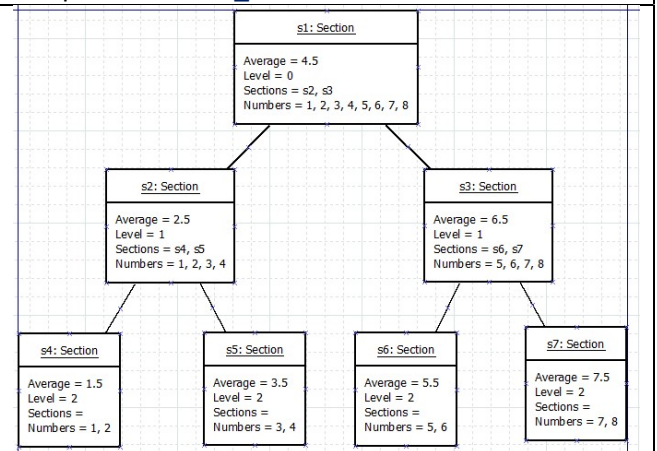 s1: Section
Average = 4.5
Level = 0
Sections = s2, s3
Numbers = 1, 2, 3, 4, 5, 6, 7, 8
s2: Section
Average = 2.5
Level = 1
Sections = s4, s5
Numbers = 1, 2, 3, 4
s3: Section
Average = 6.5
Level = 1
Sections = s6, s7
Numbers = 5, 6, 7, 8
s4: Section
Average = 1.5
Level = 2
Sections =
Numbers = 1, 2
s5: Section
Average = 3.5
Level = 2
Sections =
Numbers = 3, 4
s6: Section
Average = 5.5
Level = 2
Sections =
Numbers = 5, 6
s7: Section
Average = 7.5
Level = 2
Sections =
Numbers = 7, 8